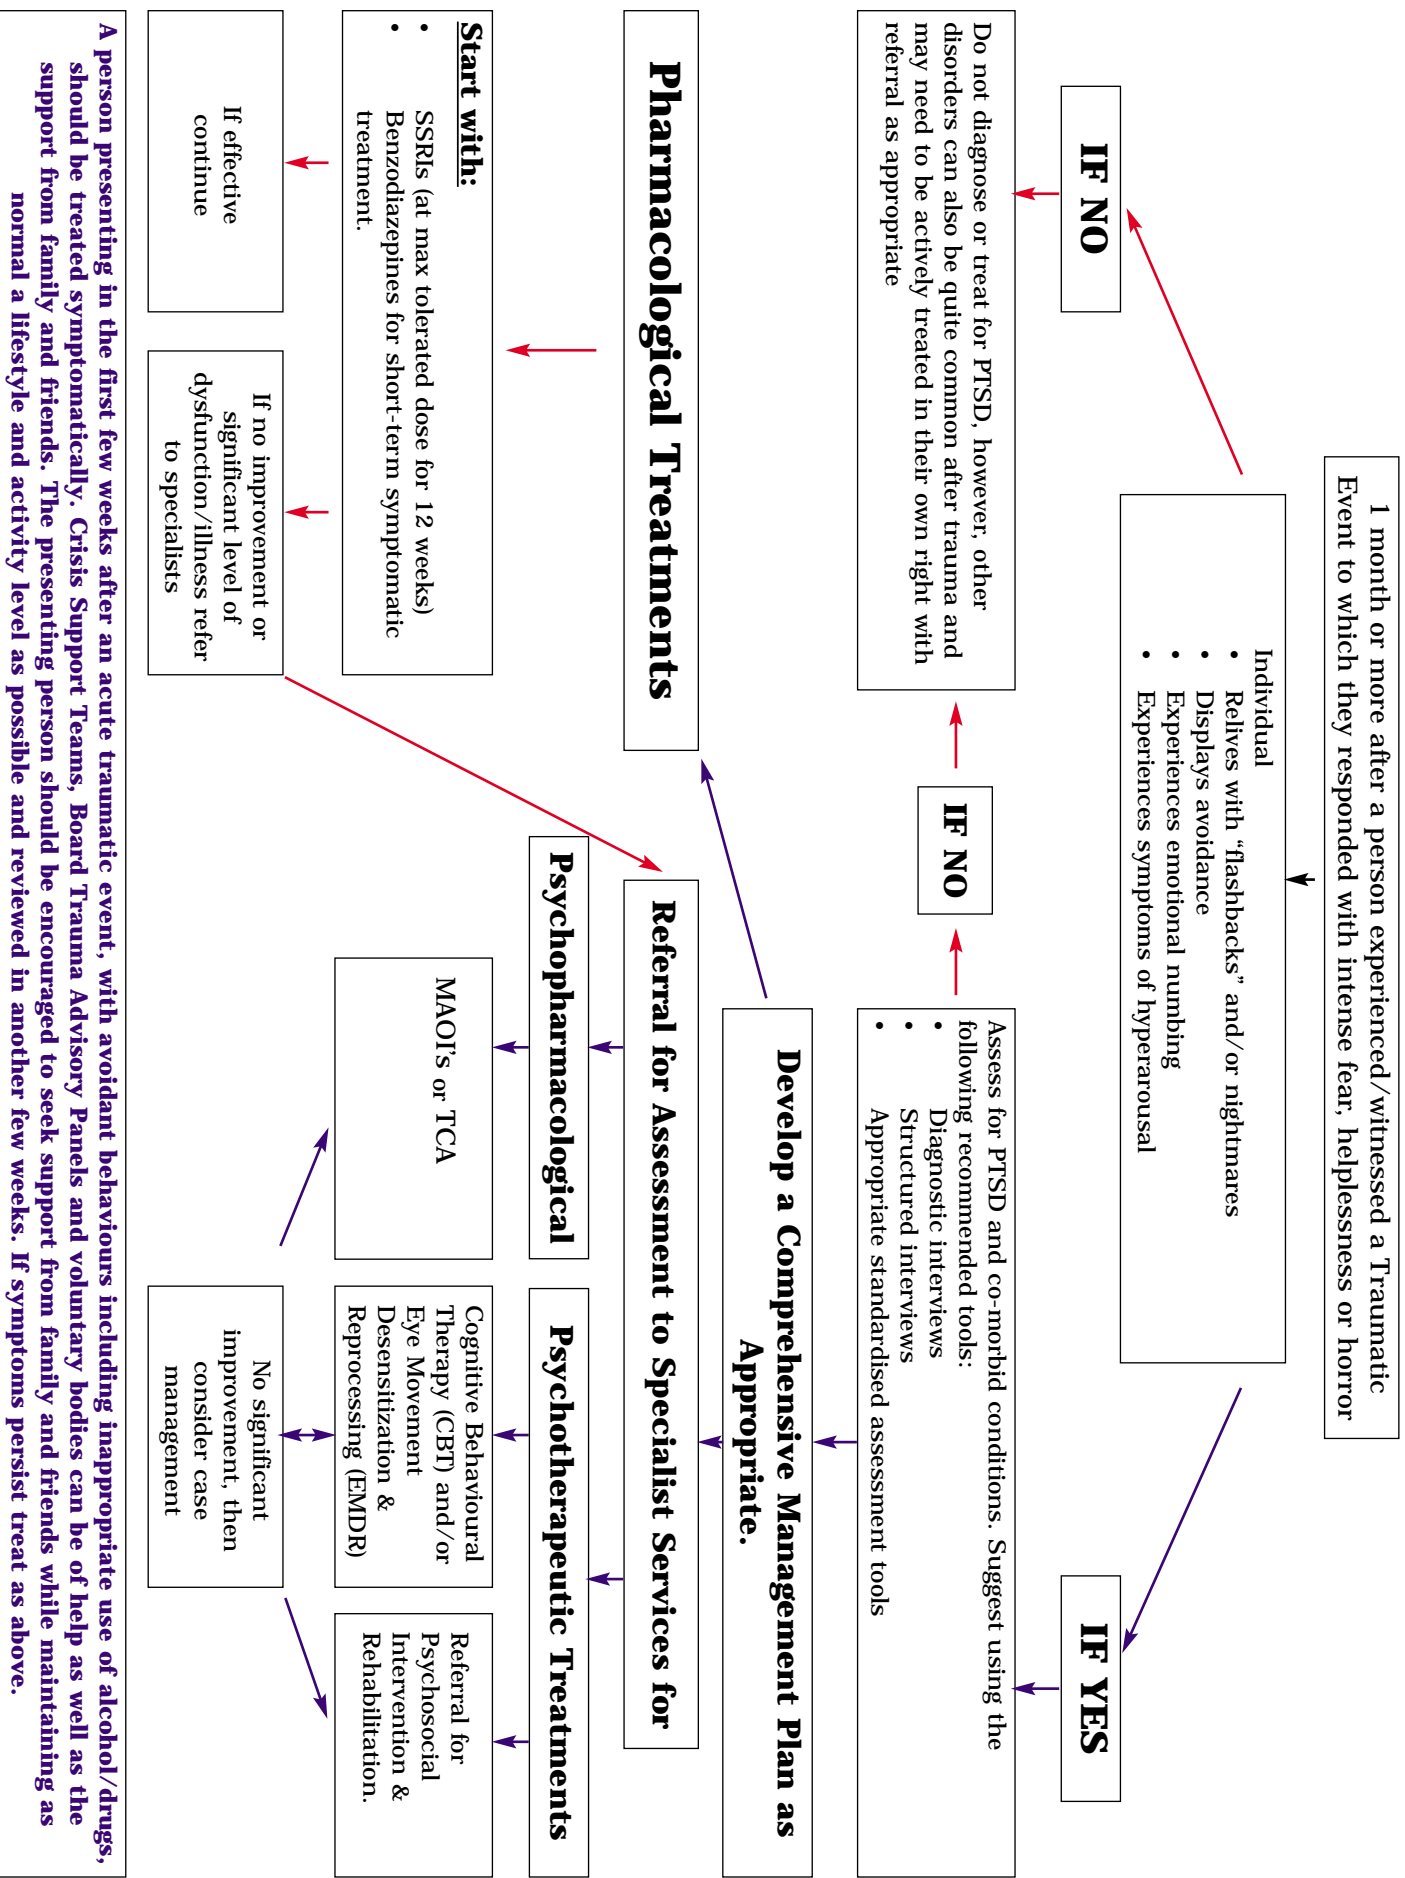 1 month or more after a person experienced/witnessed a Traumatic
Event to which they responded with intense fear, helplessness or horror
Individual
• Relives with “flashbacks” and/or nightmares
• Displays avoidance
• Experiences emotional numbing
• Experiences symptoms of hyperarousal
IF NO
IF YES
Do not diagnose or treat for PTSD, however, other
disorders can also be quite common after trauma and
may need to be actively treated in their own right with
referral as appropriate
IF NO
Assess for PTSD and co-morbid conditions. Suggest using the
following recommended tools:
• Diagnostic interviews
• Structured interviews
• Appropriate standardised assessment tools
Develop a Comprehensive Management Plan as
Appropriate.
Pharmacological Treatments
Referral for Assessment to Specialist Services for
Psychopharmacological
Psychotherapeutic Treatments
Start with:
• SSRIs (at max tolerated dose for 12 weeks)
• Benzodiazepines for short-term symptomatic
treatment.
MAOI's or TCA
Cognitive Behavioural
Therapy (CBT) and/or
Eye Movement
Desensitization &
Reprocessing (EMDR)
Referral for
Psychosocial
Intervention &
Rehabilitation.
If effective
continue
If no improvement or
significant level of
dysfunction/illness refer
to specialists
No significant
improvement, then
consider case
management
A person presenting in the first few weeks after an acute traumatic event, with avoidant behaviours including inappropriate use of alcohol/drugs,
should be treated symptomatically. Crisis Support Teams, Board Trauma Advisory Panels and voluntary bodies can be of help as well as the
support from family and friends. The presenting person should be encouraged to seek support from family and friends while maintaining as
normal a lifestyle and activity level as possible and reviewed in another few weeks. If symptoms persist treat as above.